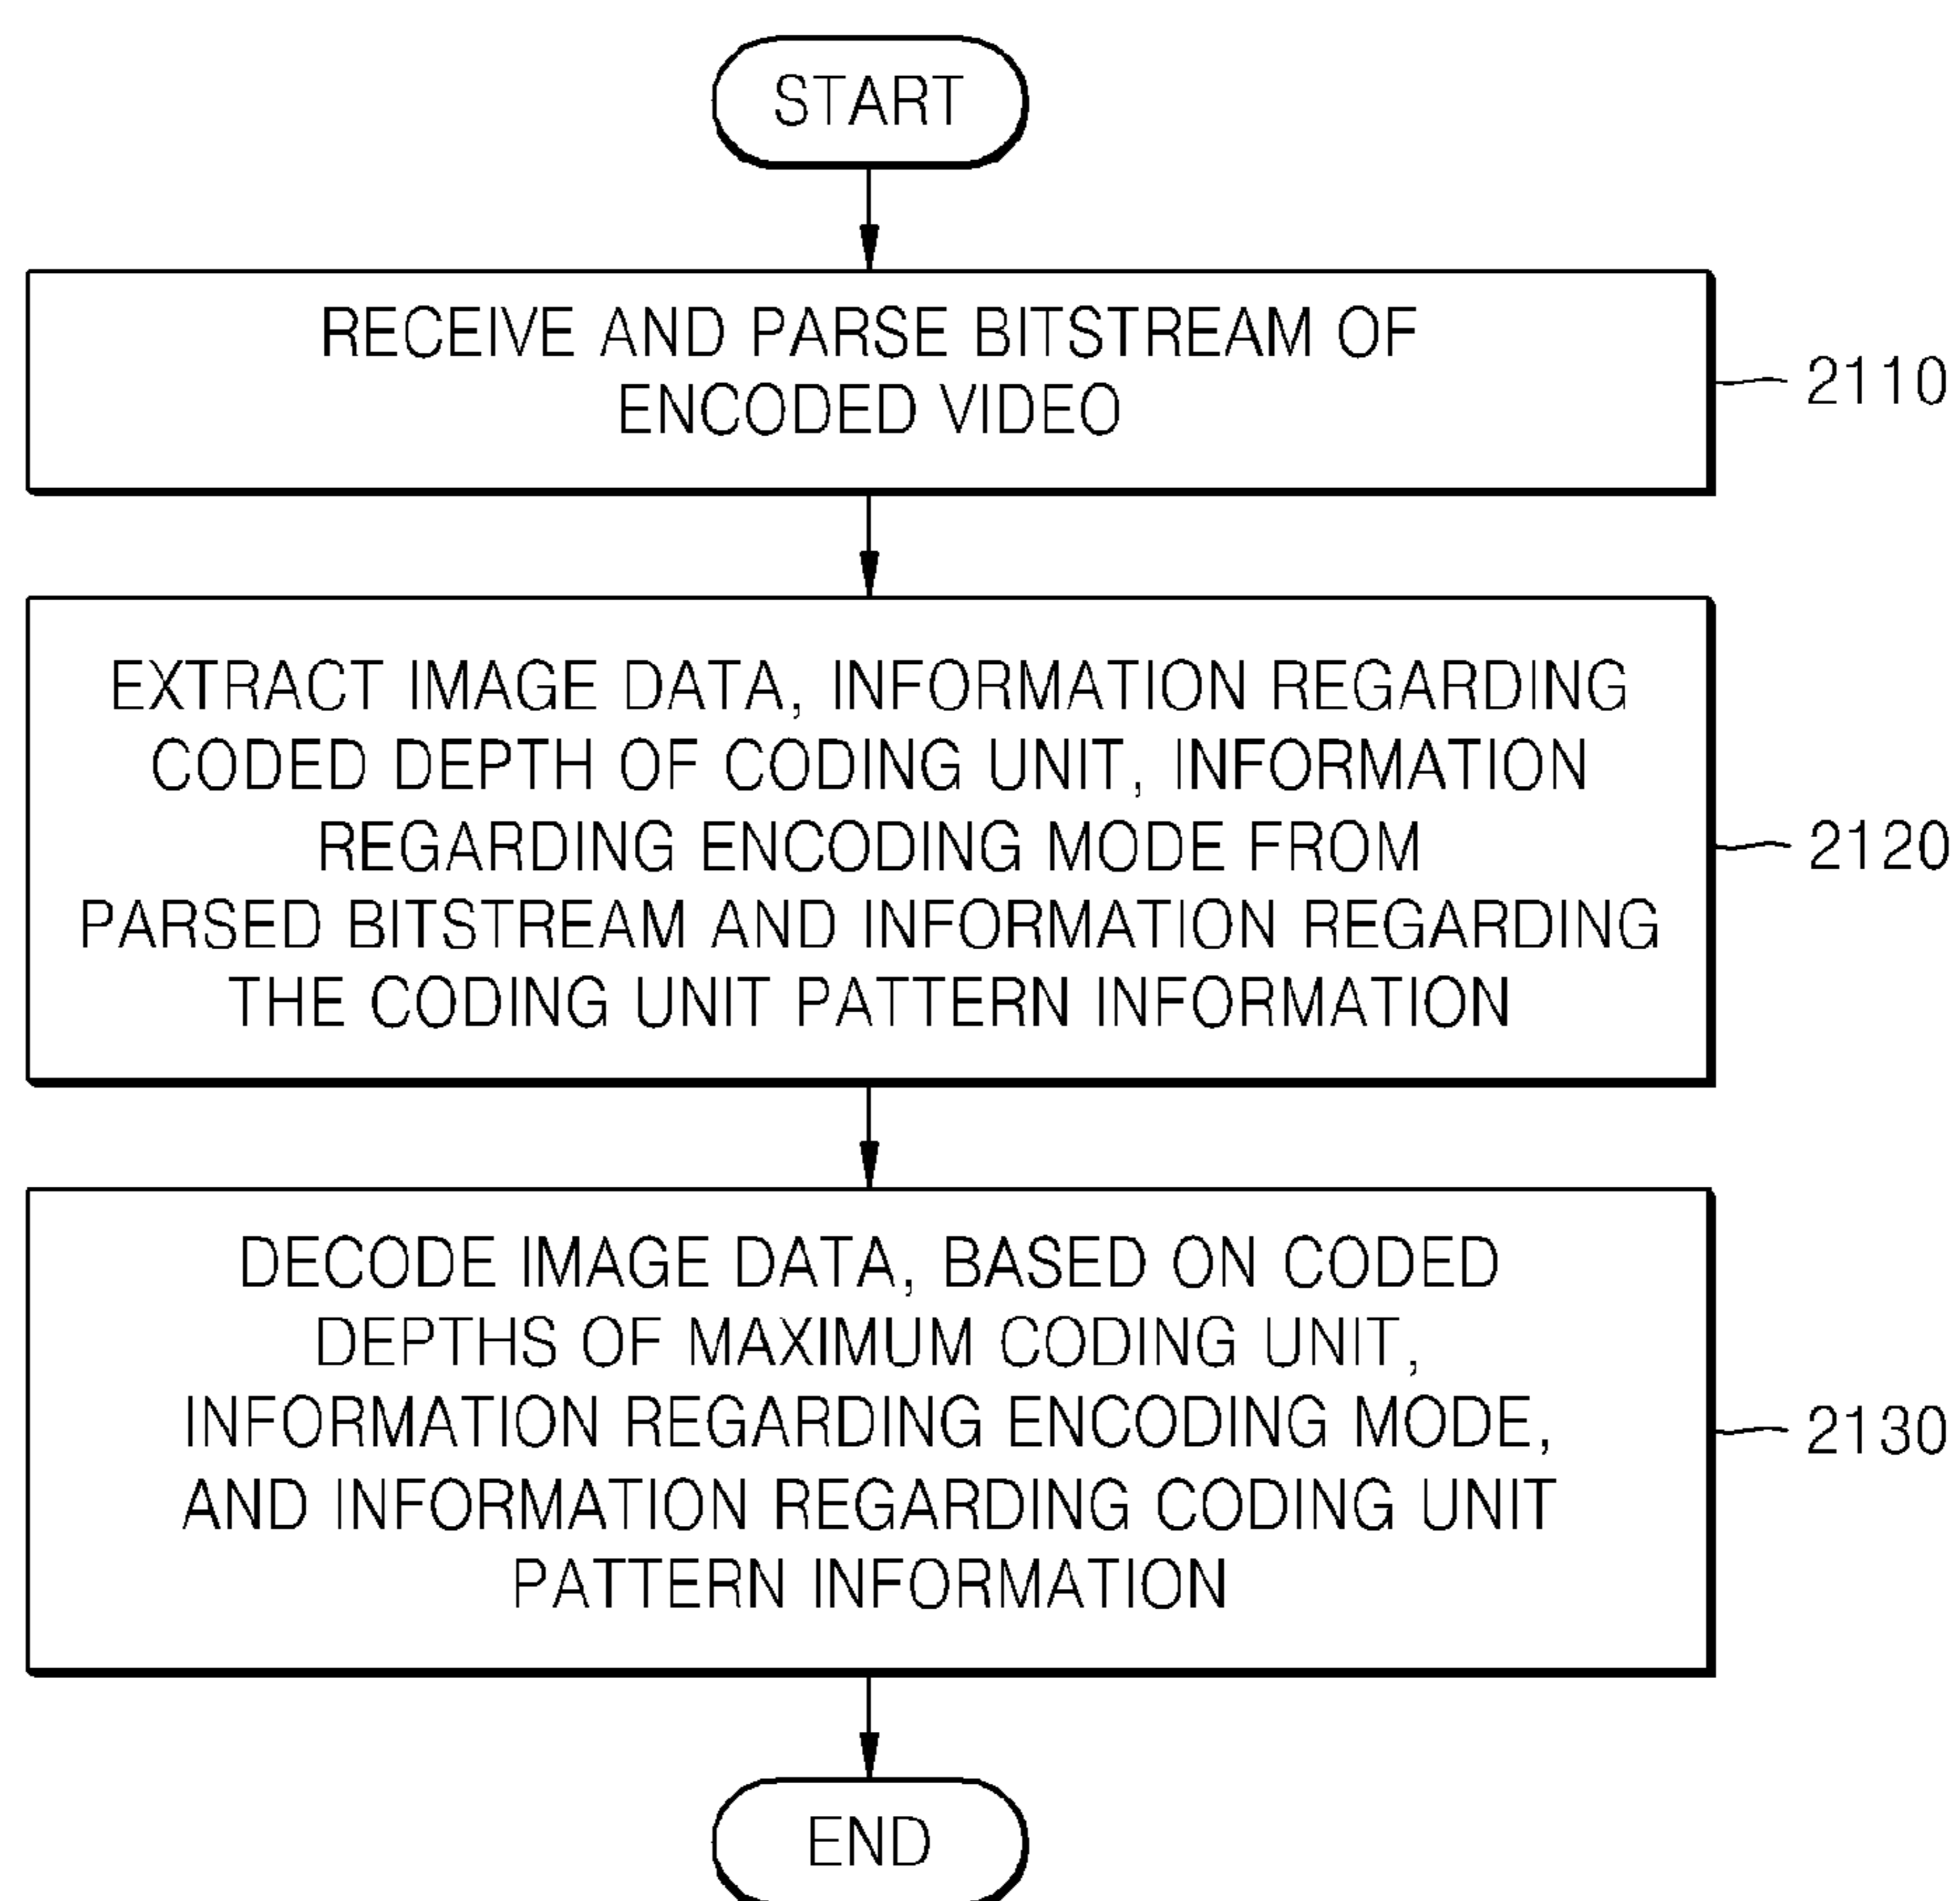 START
RECEIVE AND PARSE BITSTREAM OF
ENCODED VIDEO
2110
EXTRACT IMAGE DATA, INFORMATION REGARDING
CODED DEPTH OF CODING UNIT, INFORMATION
REGARDING ENCODING MODE FROM
PARSED BITSTREAM AND INFORMATION REGARDING
THE CODING UNIT PATTERN INFORMATION
2120
DECODE IMAGE DATA, BASED ON CODED
DEPTHS OF MAXIMUM CODING UNIT,
INFORMATION REGARDING ENCODING MODE,
AND INFORMATION REGARDING CODING UNIT
PATTERN INFORMATION
2130
END